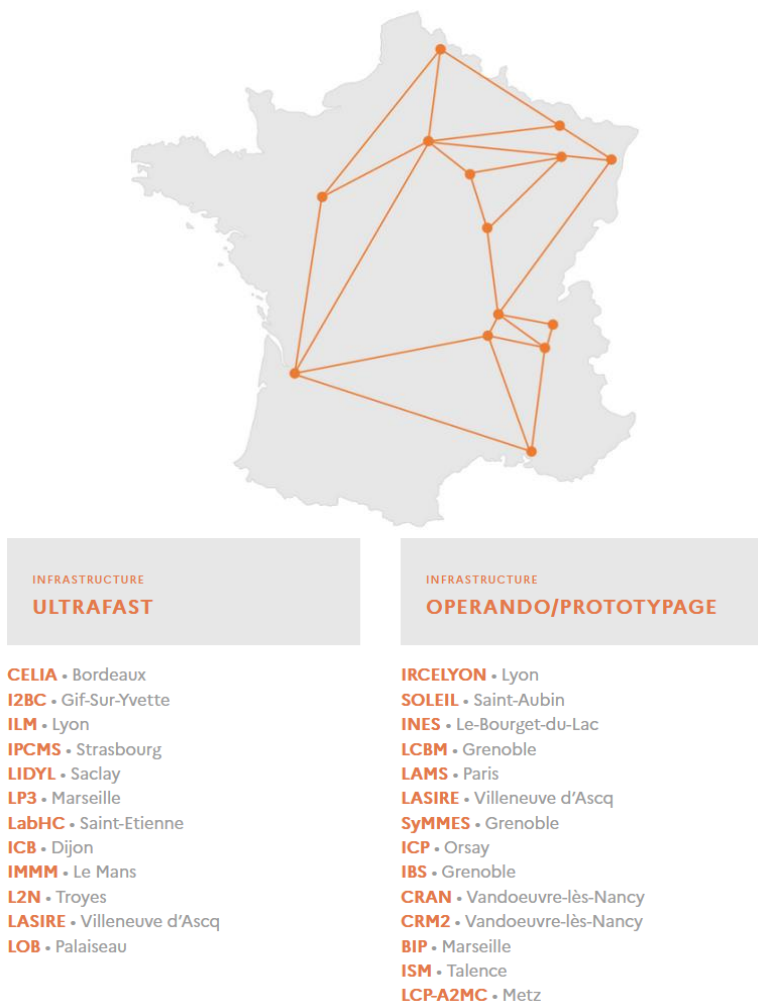 INFRASTRUCTURE
ULTRAFAST
CELIA • Bordeaux
I2BC • Gif-Sur-Yvette
ILM • Lyon
IPCMS • Strasbourg
LIDYL • Saclay
LP3 • Marseille
LabHC • Saint-Etienne
ICB • Dijon
IMMM • Le Mans
L2N • Troyes
LASIRE • Villeneuve d'Ascq
LOB • Palaiseau
INFRASTRUCTURE
OPERANDO/PROTOTYPAGE
IRCELYON • Lyon
SOLEIL • Saint-Aubin
INES • Le-Bourget-du-Lac
LCBM • Grenoble
LAMS • Paris
LASIRE • Villeneuve d'Ascq
SyMMES • Grenoble
ICP • Orsay
IBS • Grenoble
CRAN • Vandoeuvre-lès-Nancy
CRM2 • Vandoeuvre-lès-Nancy
BIP • Marseille
ISM • Talence
LCP-A2MC • Metz